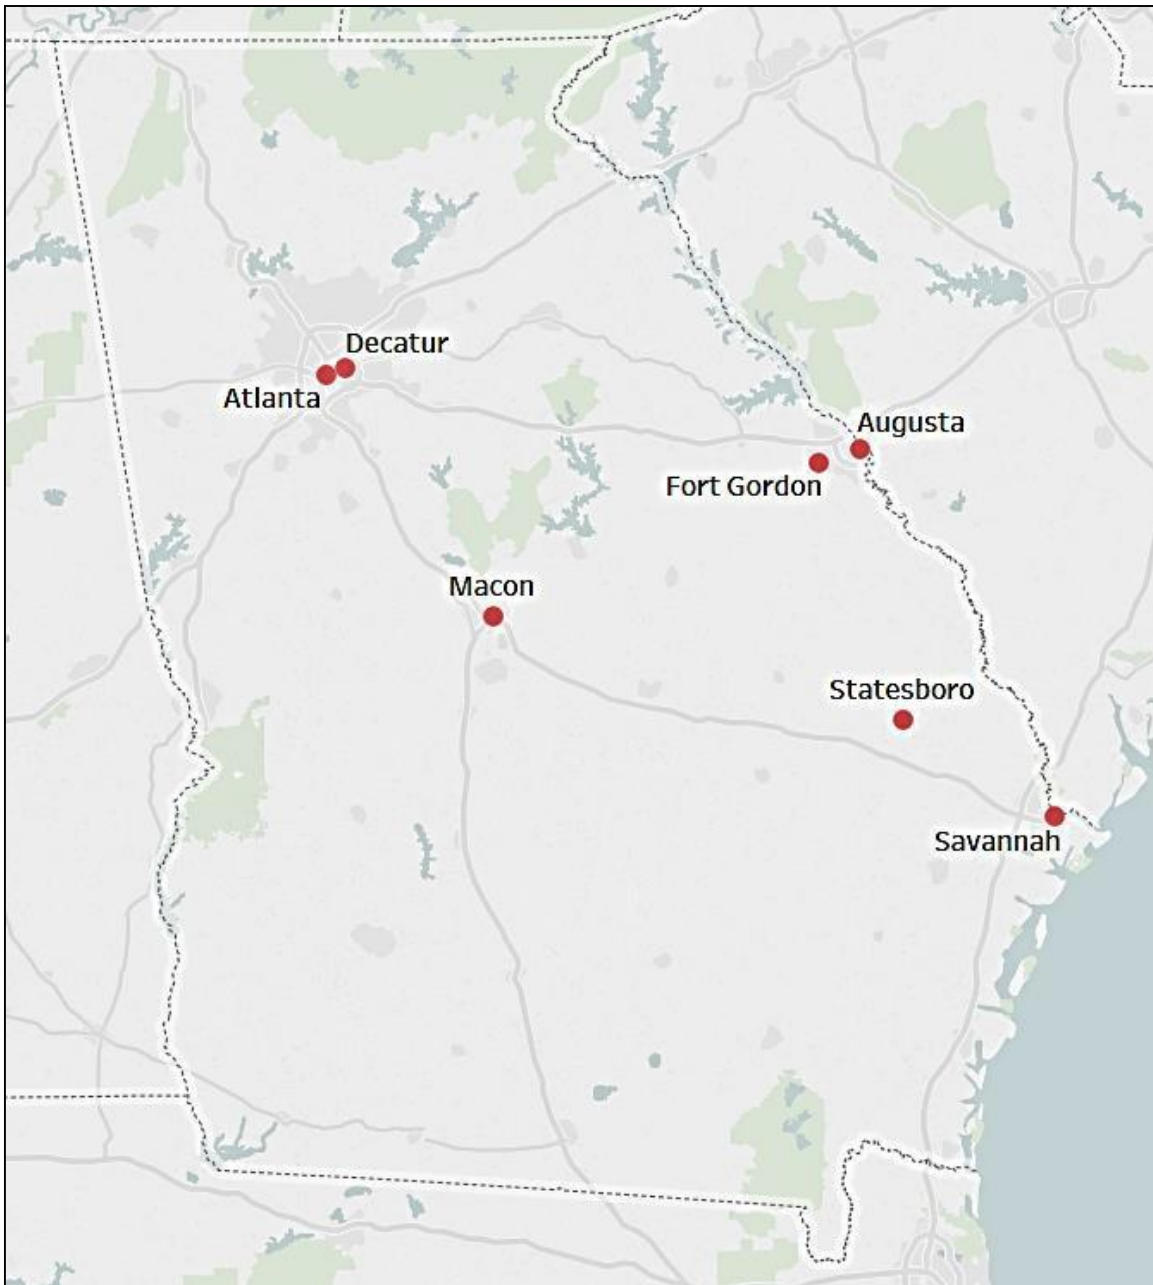 Decatur
Atlanta
Augusta
Fort Gordon
Macon
Statesboro
Savannah